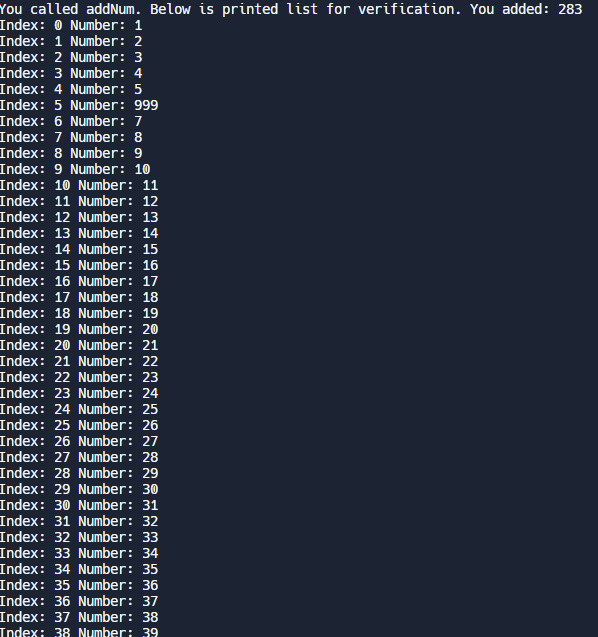 You called addNum. Below is printed list for verification. You added: 283
Index: 0 Number: 1
Index: 1 Number: 2
Index: 2 Number: 3
Index: 3 Number: 4
Index: 4 Number: 5
Index: 5 Number: 999
Index: 6 Number: 7
Index: 7 Number: 8
Index: 8 Number: 9
Index: 9 Number: 10
Index: 10 Number: 11
Index: 11 Number: 12
Index: 12 Number: 13
Index: 13 Number: 14
Index: 14 Number: 15
Index: 15 Number: 16
Index: 16 Number: 17
Index: 17 Number: 18
Index: 18 Number: 19
Index: 19 Number: 20
Index: 20 Number: 21
Index: 21 Number: 22
Index: 22 Number: 23
Index: 23 Number: 24
Index: 24 Number: 25
Index: 25 Number: 26
Index: 26 Number: 27
Index: 27 Number: 28
Index: 28 Number: 29
Index: 29 Number: 30
Index: 30 Number: 31
Index: 31 Number: 32
Index: 32 Number: 33
Index: 33 Number: 34
Index: 34 Number: 35
Index: 35 Number: 36
Index: 36 Number: 37
Index: 37 Number: 38
Index: 38 Number: 39